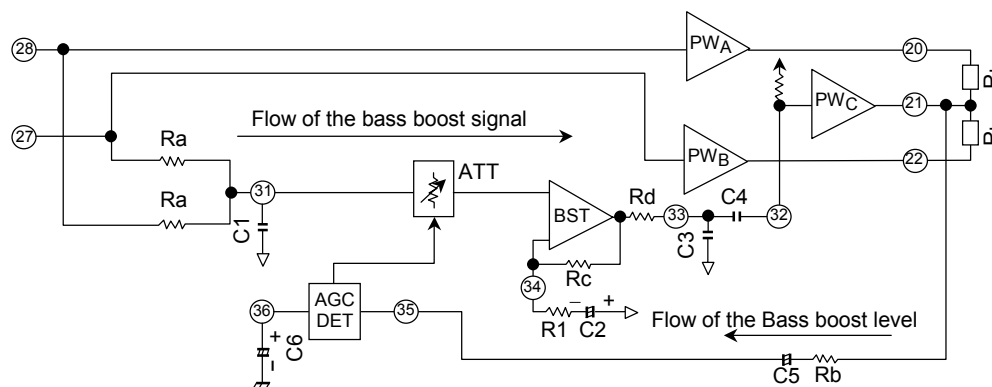 28
PWA
20
PWC
21
27
Flow of the bass boost signal
Ra
PWB
22
Ra
31
ATT
C1
BST
Rd
33
C4
32
C3
Rc
34
36
AGC
DET
35
R1
−
C2
+
Flow of the Bass boost level
+
−
C6
C5
Rb